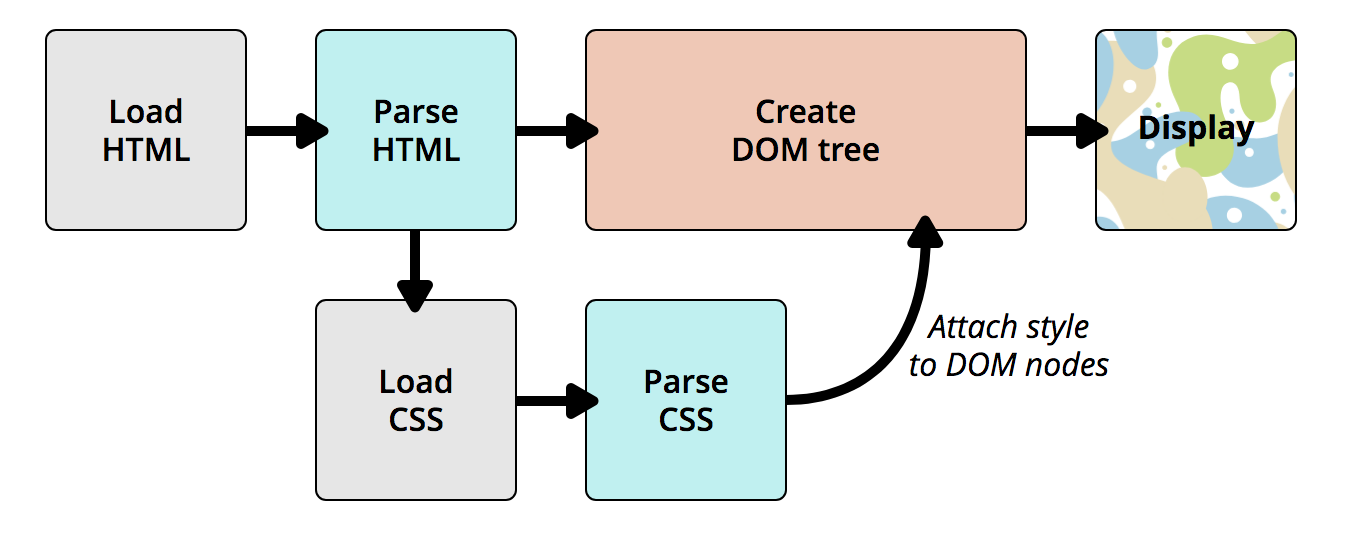 Load
HTML
Parse
HTML
Create
DOM tree
Display
Load
CSS
Parse
CSS
Attach style
to DOM nodes